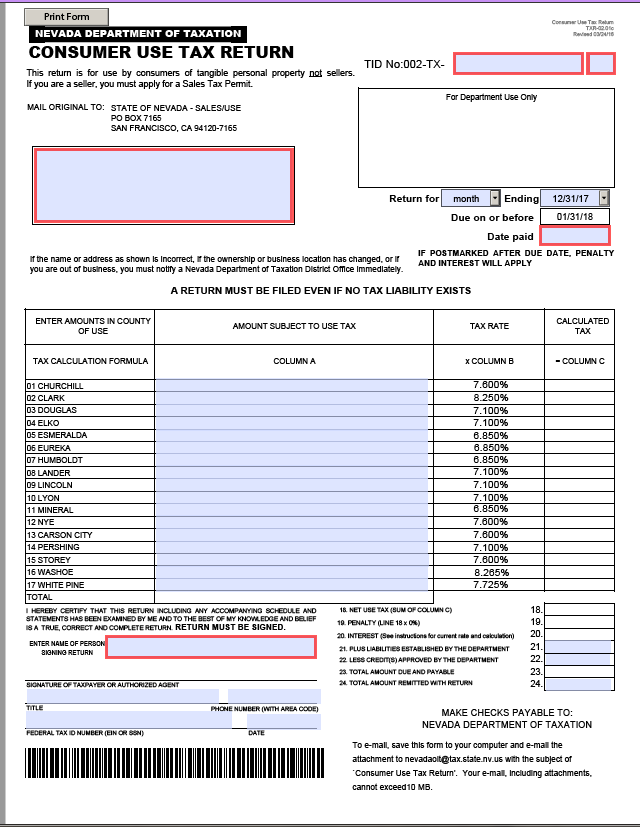 Print Form
Consumer Use Tax Return
TXR-02.01c
Revised 03/24/16
NEVADA DEPARTMENT OF TAXATION
CONSUMER USE TAX RETURN
This return is for use by consumers of tangible personal property not sellers.
If you are a seller, you must apply for a Sales Tax Permit.
TID No:002-TX-
MAIL ORIGINAL TO: STATE OF NEVADA - SALES/USE
PO BOX 7165
SAN FRANCISCO, CA 94120-7165
For Department Use Only
Return for month Ending 12/31/17
Due on or before 01/31/18
Date paid
If the name or address as shown is incorrect, if the ownership or business location has changed, or if
you are out of business, you must notify a Nevada Department of Taxation District Office immediately.
IF POSTMARKED AFTER DUE DATE, PENALTY
AND INTEREST WILL APPLY
A RETURN MUST BE FILED EVEN IF NO TAX LIABILITY EXISTS
ENTER AMOUNTS IN COUNTY OF USE AMOUNT SUBJECT TO USE TAX TAX RATE CALCULATED TAX
TAX CALCULATION FORMULA COLUMN A x COLUMN B = COLUMN C
01 CHURCHILL 7.600%
02 CLARK 8.250%
03 DOUGLAS 7.100%
04 ELKO 7.100%
05 ESMERALDA 6.850%
06 EUREKA 6.850%
07 HUMBOLDT 6.850%
08 LANDER 7.100%
09 LINCOLN 7.100%
10 LYON 7.100%
11 MINERAL 6.850%
12 NYE 7.600%
13 CARSON CITY 7.600%
14 PERSHING 7.100%
15 STOREY 7.600%
16 WASHOE 8.265%
17 WHITE PINE 7.725%
TOTAL
I HEREBY CERTIFY THAT THIS RETURN INCLUDING ANY ACCOMPANYING SCHEDULE AND
STATEMENTS HAS BEEN EXAMINED BY ME AND TO THE BEST OF MY KNOWLEDGE AND BELIEF
IS A TRUE, CORRECT AND COMPLETE RETURN. RETURN MUST BE SIGNED.
ENTER NAME OF PERSON
SIGNING RETURN
SIGNATURE OF TAXPAYER OR AUTHORIZED AGENT
TITLE PHONE NUMBER (WITH AREA CODE)
FEDERAL TAX ID NUMBER (EIN OR SSN) DATE
18. NET USE TAX (SUM OF COLUMN C) 18.
19. PENALTY (LINE 18 x 0%) 19.
20. INTEREST (See instructions for current rate and calculation) 20.
21. PLUS LIABILITIES ESTABLISHED BY THE DEPARTMENT 21.
22. LESS CREDIT(S) APPROVED BY THE DEPARTMENT 22.
23. TOTAL AMOUNT DUE AND PAYABLE 23.
24. TOTAL AMOUNT REMITTED WITH RETURN 24.
MAKE CHECKS PAYABLE TO:
NEVADA DEPARTMENT OF TAXATION
To e-mail, save this form to your computer and e-mail the
attachment to nevadaolt@tax.state.nv.us with the subject of
`Consumer Use Tax Return'. Your e-mail, including attachments,
cannot exceed10 MB.